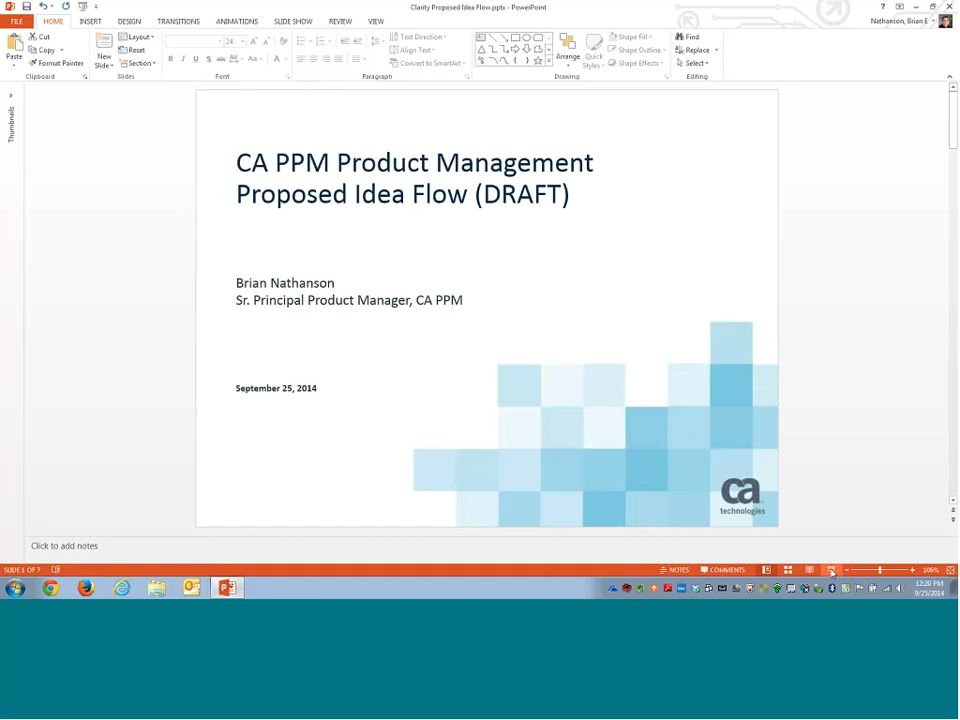 Clarity Proposed Idea Flow.pptx - PowerPoint
FILE HOME INSERT DESIGN TRANSITIONS ANIMATIONS SLIDE SHOW REVIEW VIEW
Nathanson, Brian E
Cut
Copy
Format Painter
Paste
Clipboard
New Slide
Layout
Reset
Section
Slides
24
B I U S abc AV Aa A
Font
Text Direction
Align Text
Convert to SmartArt
Paragraph
Arrange
Quick Styles
Shape Fill
Shape Outline
Shape Effects
Drawing
Find
Replace
Select
Editing
Thumbnails
CA PPM Product Management
Proposed Idea Flow (DRAFT)
Brian Nathanson
Sr. Principal Product Manager, CA PPM
September 25, 2014
ca
technologies
Click to add notes
SLIDE 1 OF 7
NOTES
COMMENTS
106%
12:20 PM
9/25/2014